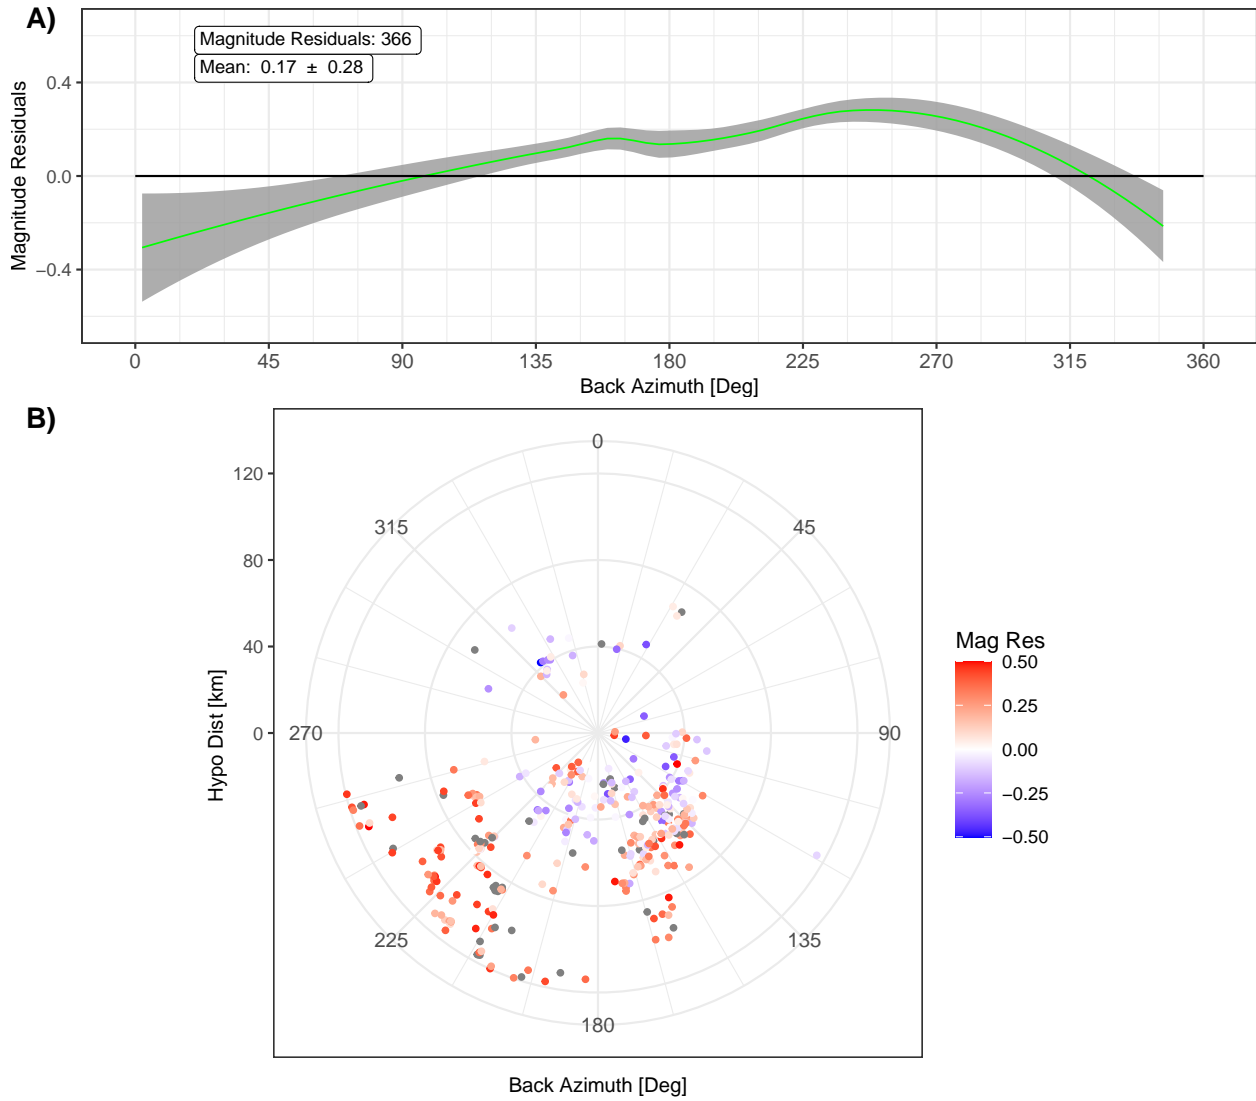 A)
Magnitude Residuals: 366
Mean:  0.17  ±  0.28
Magnitude Residuals
0.4
0.0
−0.4
0 45 90 135 180 225 270 315 360
Back Azimuth [Deg]
B)
Hypo Dist [km]
120
80
40
0
0
45
90
135
180
225
270
315
Back Azimuth [Deg]
Mag Res
0.50
0.25
0.00
−0.25
−0.50